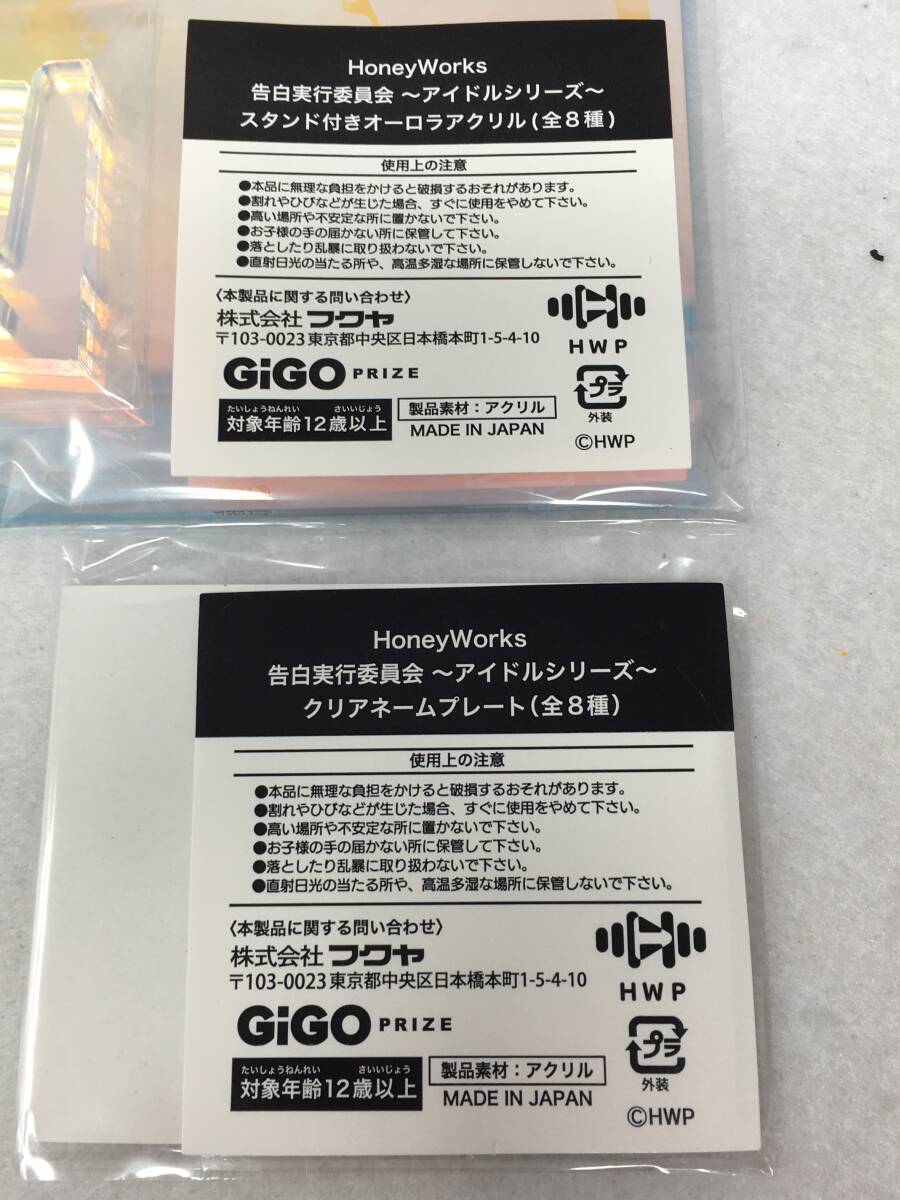 HoneyWorks
告白実行委員会 ～アイドルシリーズ～
スタンド付きオーロラアクリル(全8種)
使用上の注意
●本品に無理な負担をかけると破損するおそれがあります。
●割れやひびなどが生じた場合、すぐに使用をやめて下さい。
●高い場所や不安定な所に置かないで下さい。
●お子様の手の届かない所に保管して下さい。
●落としたり乱暴に取り扱わないで下さい。
●直射日光の当たる所や、高温多湿な場所に保管しないで下さい。
〈本製品に関する問い合わせ〉
株式会社 フクヤ
〒103-0023 東京都中央区日本橋本町1-5-4-10
HWP
GiGO PRIZE
プラ
外装
たいしょうねんれい さいいじょう
対象年齢12歳以上
製品素材：アクリル
MADE IN JAPAN
©HWP
HoneyWorks
告白実行委員会 ～アイドルシリーズ～
クリアネームプレート(全8種)
使用上の注意
●本品に無理な負担をかけると破損するおそれがあります。
●割れやひびなどが生じた場合、すぐに使用をやめて下さい。
●高い場所や不安定な所に置かないで下さい。
●お子様の手の届かない所に保管して下さい。
●落としたり乱暴に取り扱わないで下さい。
●直射日光の当たる所や、高温多湿な場所に保管しないで下さい。
〈本製品に関する問い合わせ〉
株式会社 フクヤ
〒103-0023 東京都中央区日本橋本町1-5-4-10
HWP
GiGO PRIZE
プラ
外装
たいしょうねんれい さいいじょう
対象年齢12歳以上
製品素材：アクリル
MADE IN JAPAN
©HWP